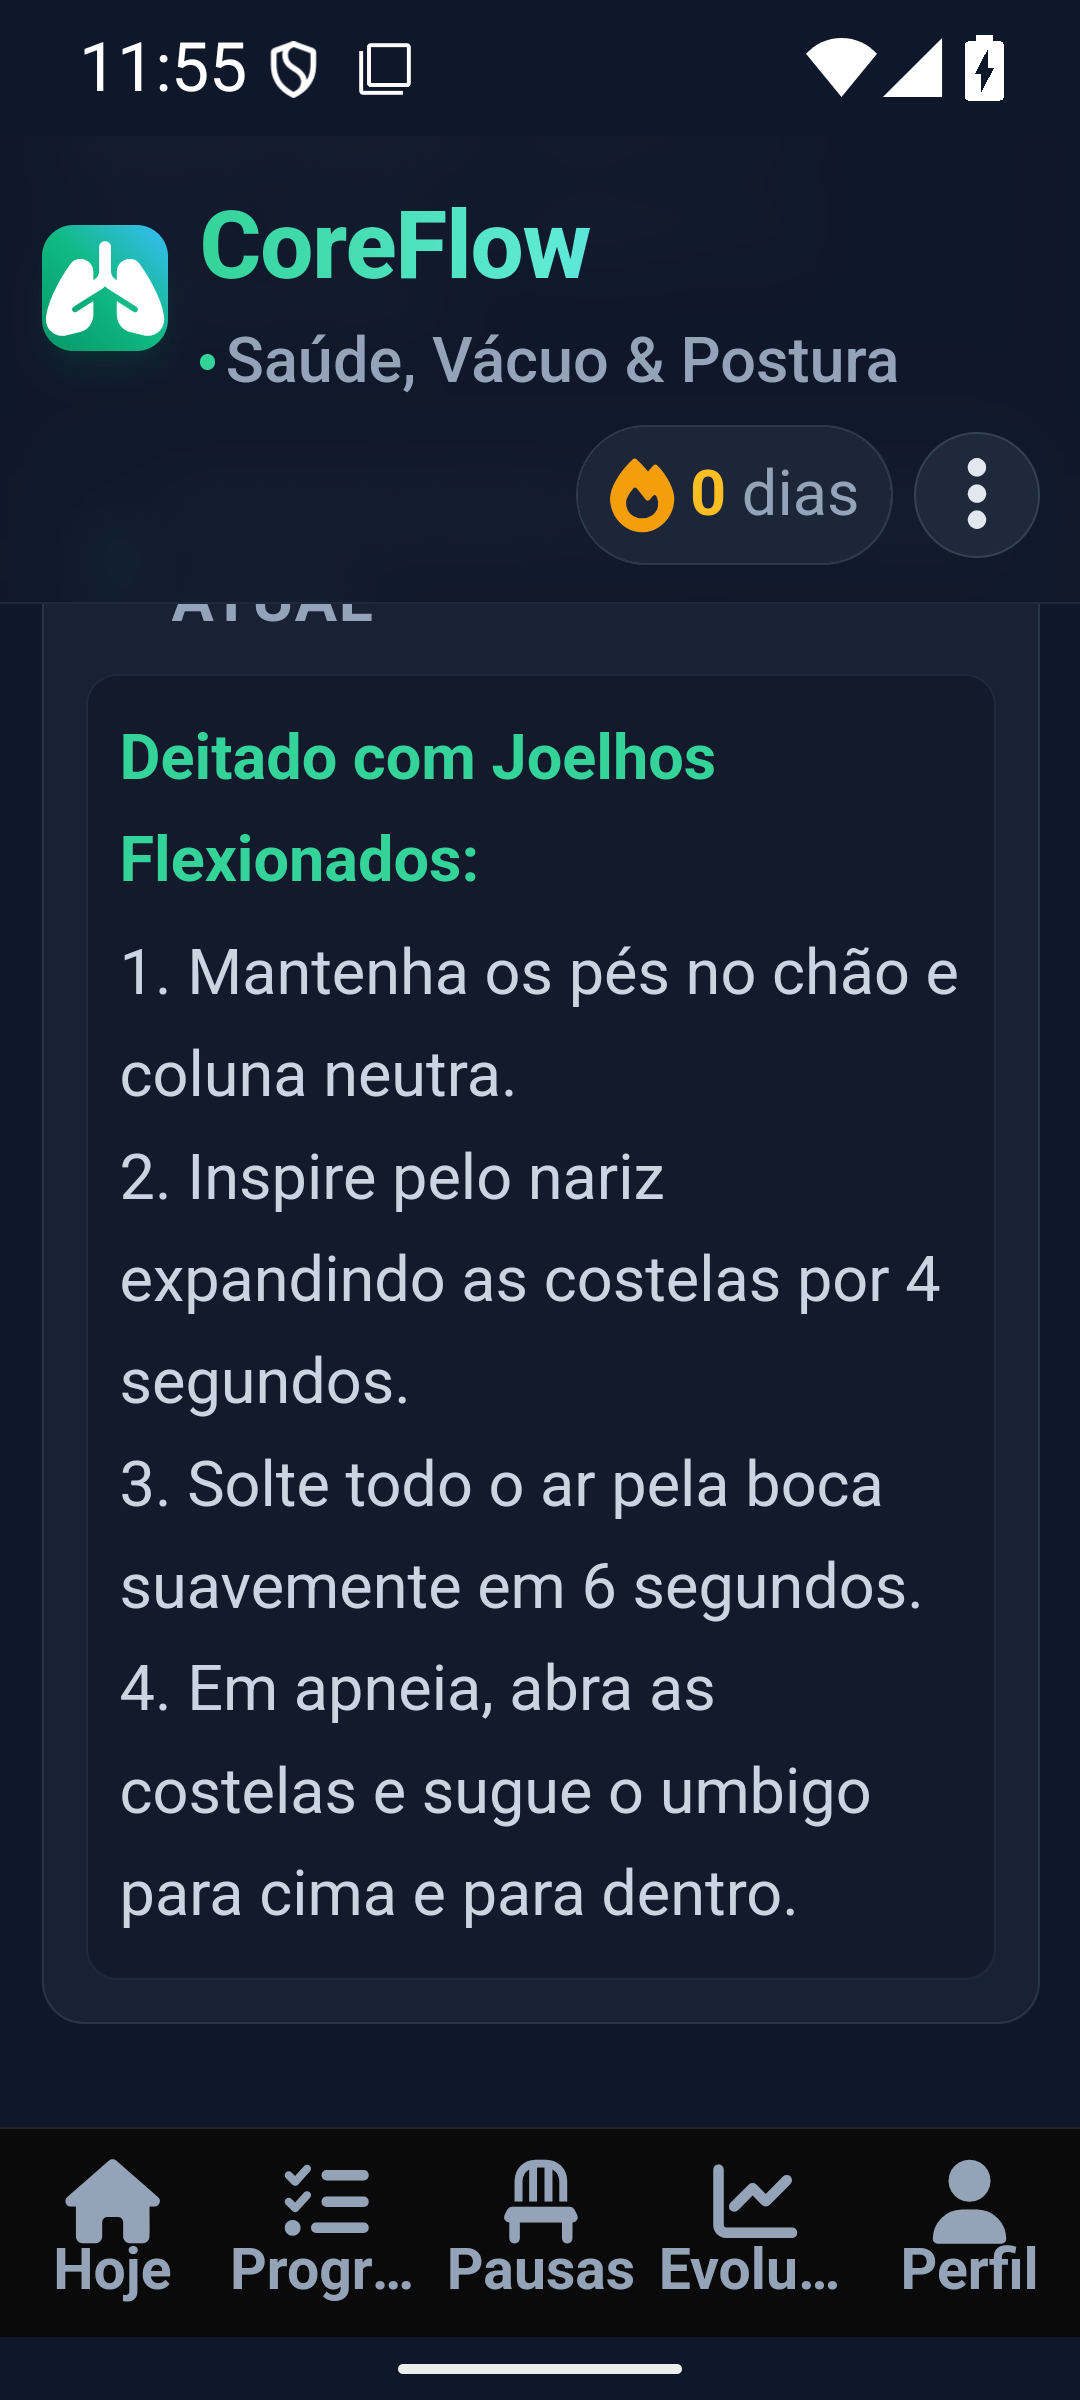 11:55
CoreFlow
Saúde, Vácuo & Postura
0 dias
ATUAL
Deitado com Joelhos
Flexionados:
1. Mantenha os pés no chão e
coluna neutra.
2. Inspire pelo nariz
expandindo as costelas por 4
segundos.
3. Solte todo o ar pela boca
suavemente em 6 segundos.
4. Em apneia, abra as
costelas e sugue o umbigo
para cima e para dentro.
Hoje Progr... Pausas Evolu... Perfil